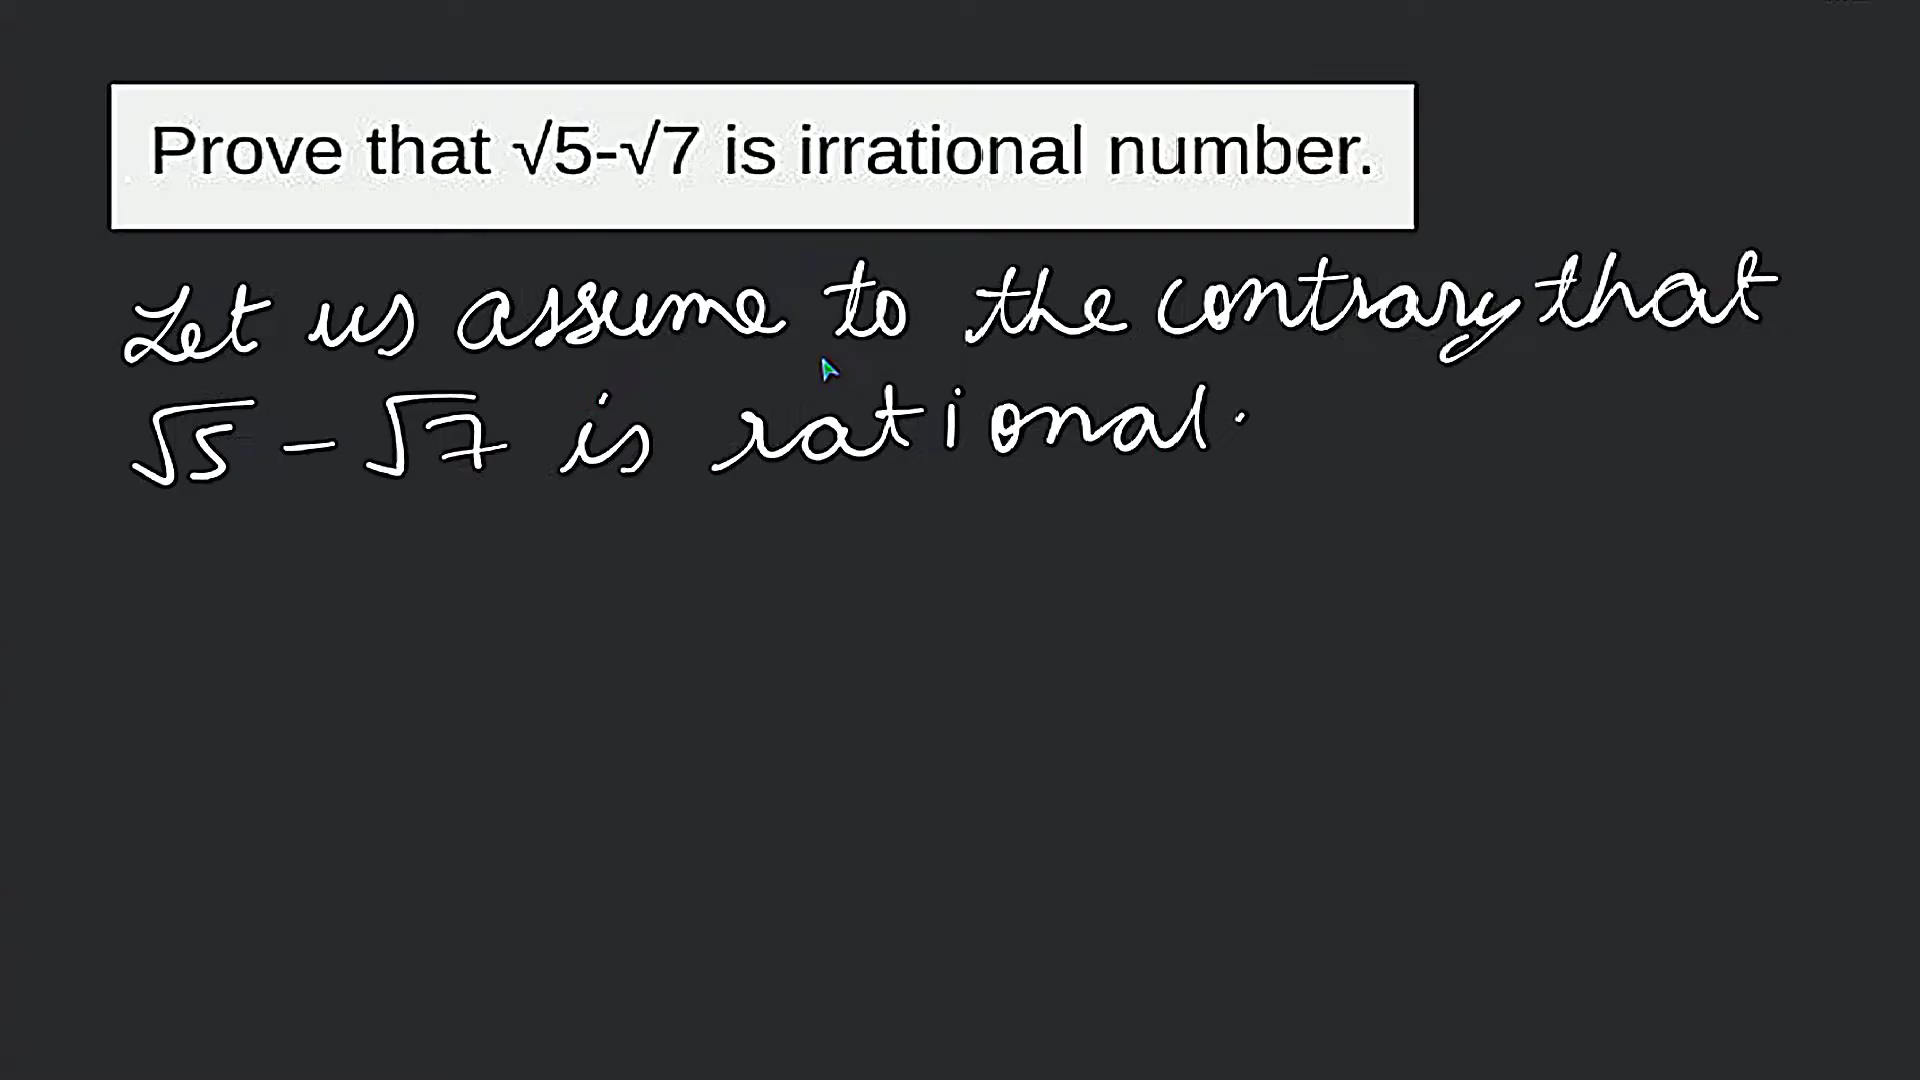 Prove that √5-√7 is irrational number.
Let us assume to the contrary that
√5 - √7 is rational.